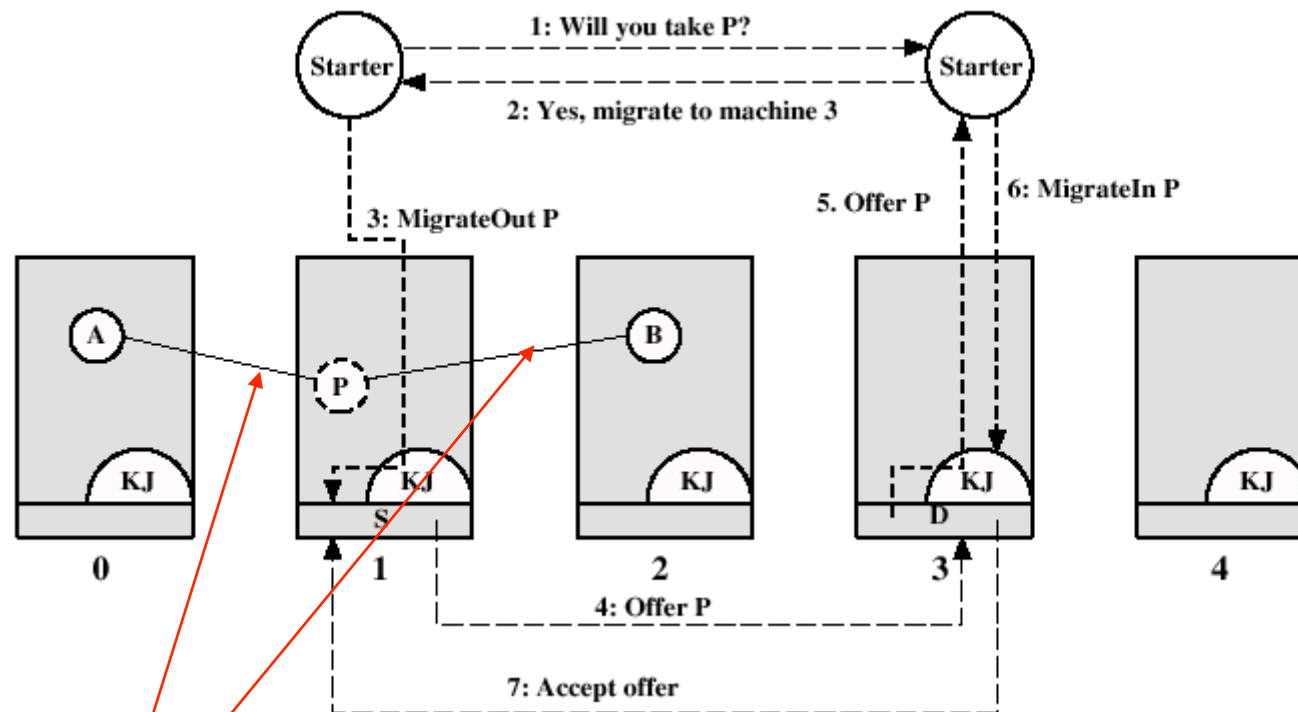 1: Will you take P?
Starter
Starter
2: Yes, migrate to machine 3
3: MigrateOut P
5. Offer P
6: MigrateIn P
A
P
B
KJ
KJ
KJ
KJ
KJ
S
D
0
1
2
3
4
4: Offer P
7: Accept offer